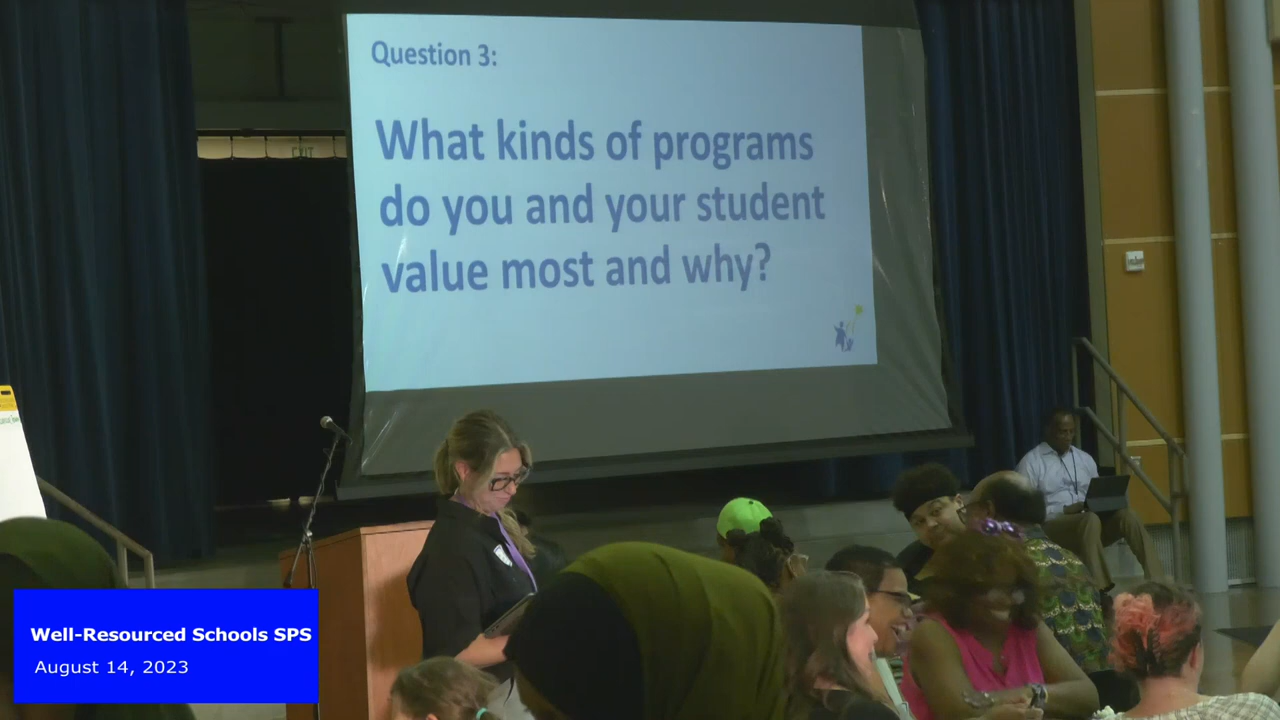 Question 3:
What kinds of programs
do you and your student
value most and why?
EXIT
Well-Resourced Schools SPS
August 14, 2023